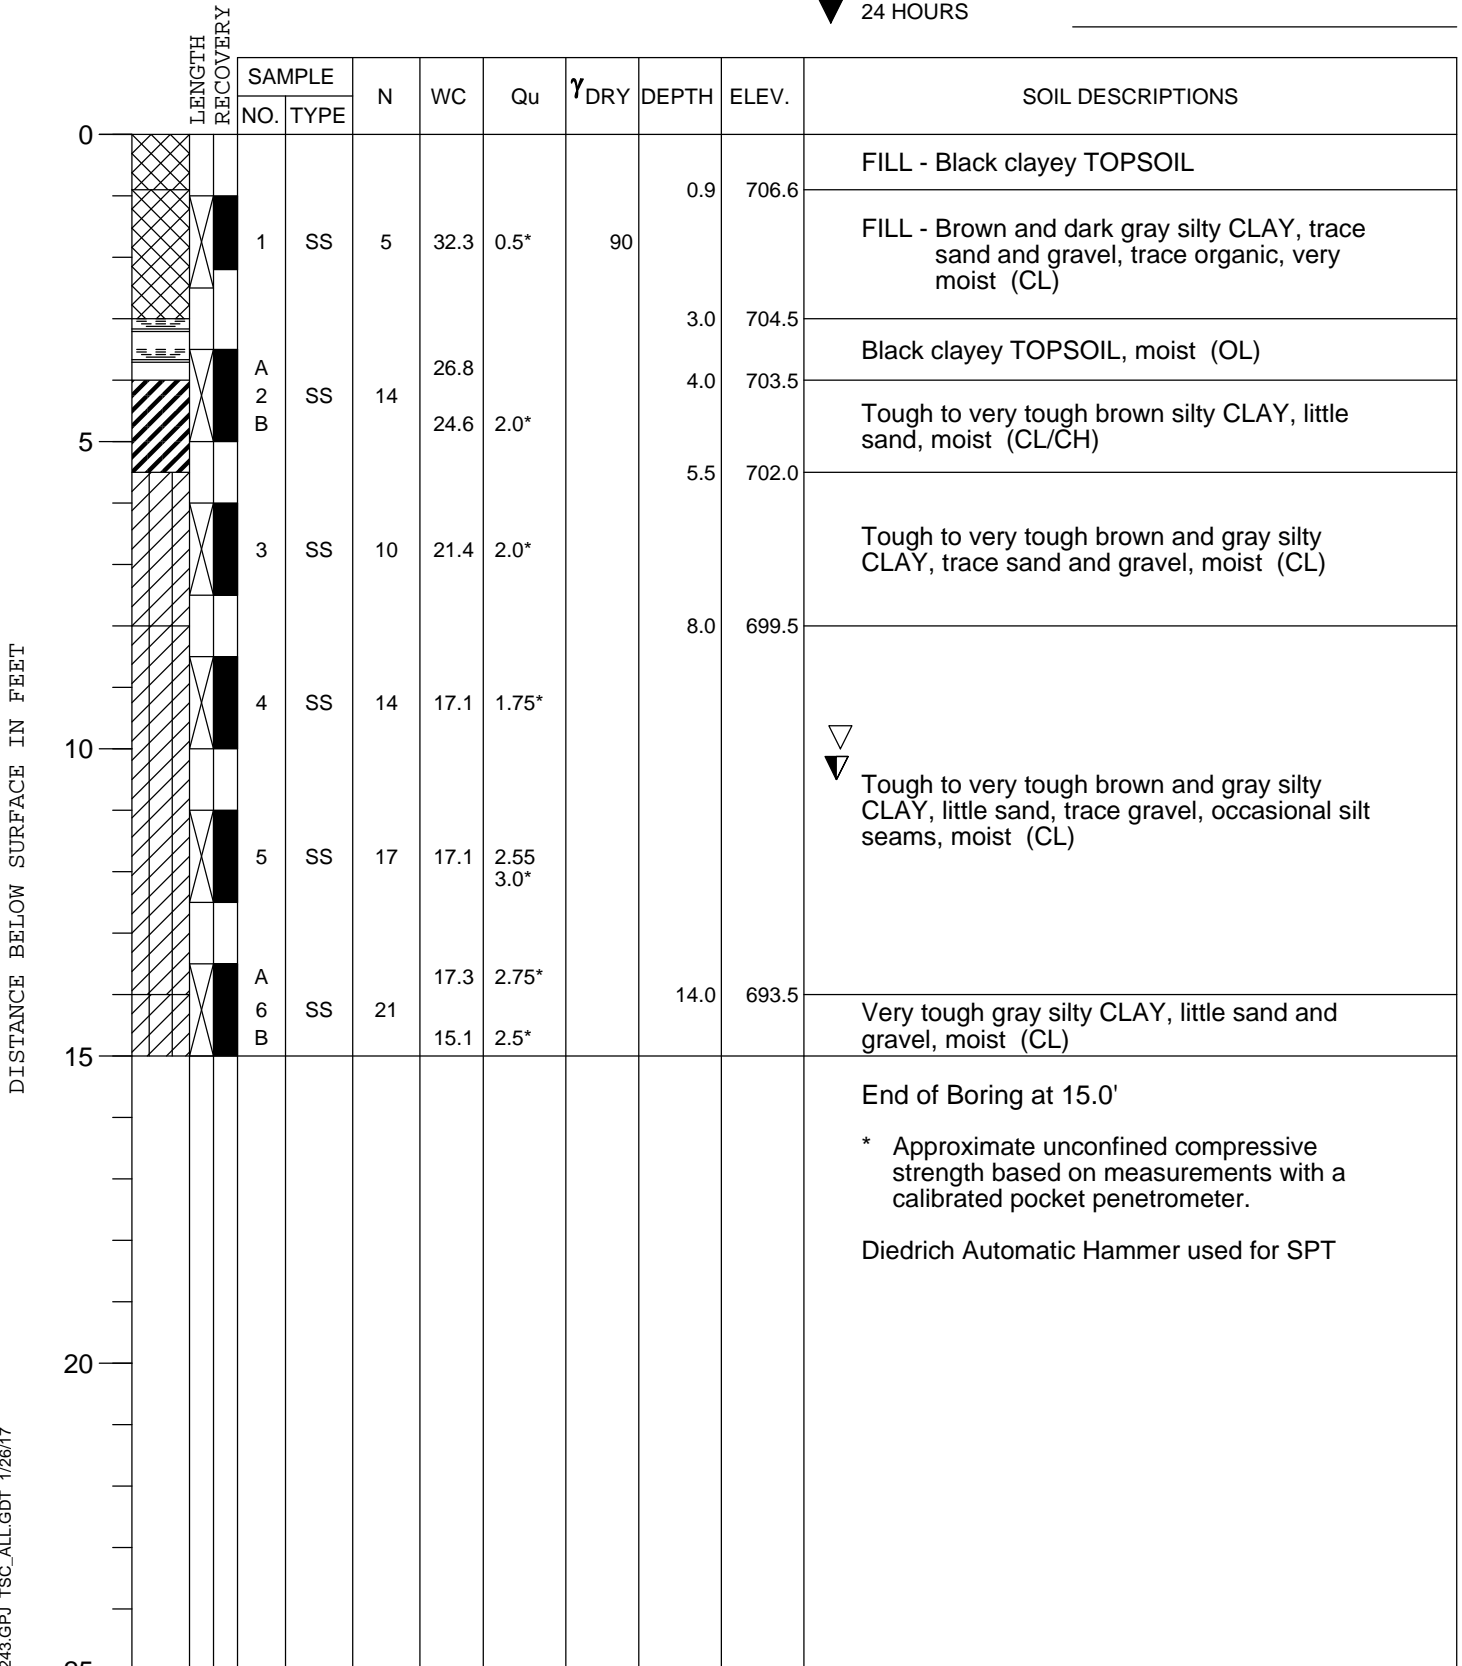 24 HOURS
LENGTH
RECOVERY
SAMPLE
NO. TYPE N WC Qu γDRY DEPTH ELEV. SOIL DESCRIPTIONS
0
FILL - Black clayey TOPSOIL
0.9 706.6
1 SS 5 32.3 0.5* 90
FILL - Brown and dark gray silty CLAY, trace
sand and gravel, trace organic, very
moist (CL)
3.0 704.5
Black clayey TOPSOIL, moist (OL)
A 26.8
4.0 703.5
2 SS 14
B 24.6 2.0*
Tough to very tough brown silty CLAY, little
sand, moist (CL/CH)
5
5.5 702.0
3 SS 10 21.4 2.0*
Tough to very tough brown and gray silty
CLAY, trace sand and gravel, moist (CL)
8.0 699.5
4 SS 14 17.1 1.75*
10
Tough to very tough brown and gray silty
CLAY, little sand, trace gravel, occasional silt
seams, moist (CL)
5 SS 17 17.1 2.55
3.0*
A 17.3 2.75*
14.0 693.5
6 SS 21
B 15.1 2.5*
Very tough gray silty CLAY, little sand and
gravel, moist (CL)
15
End of Boring at 15.0'
* Approximate unconfined compressive
strength based on measurements with a
calibrated pocket penetrometer.
Diedrich Automatic Hammer used for SPT
20
DISTANCE BELOW SURFACE IN FEET
243.GPJ TSC_ALL.GDT 1/26/17